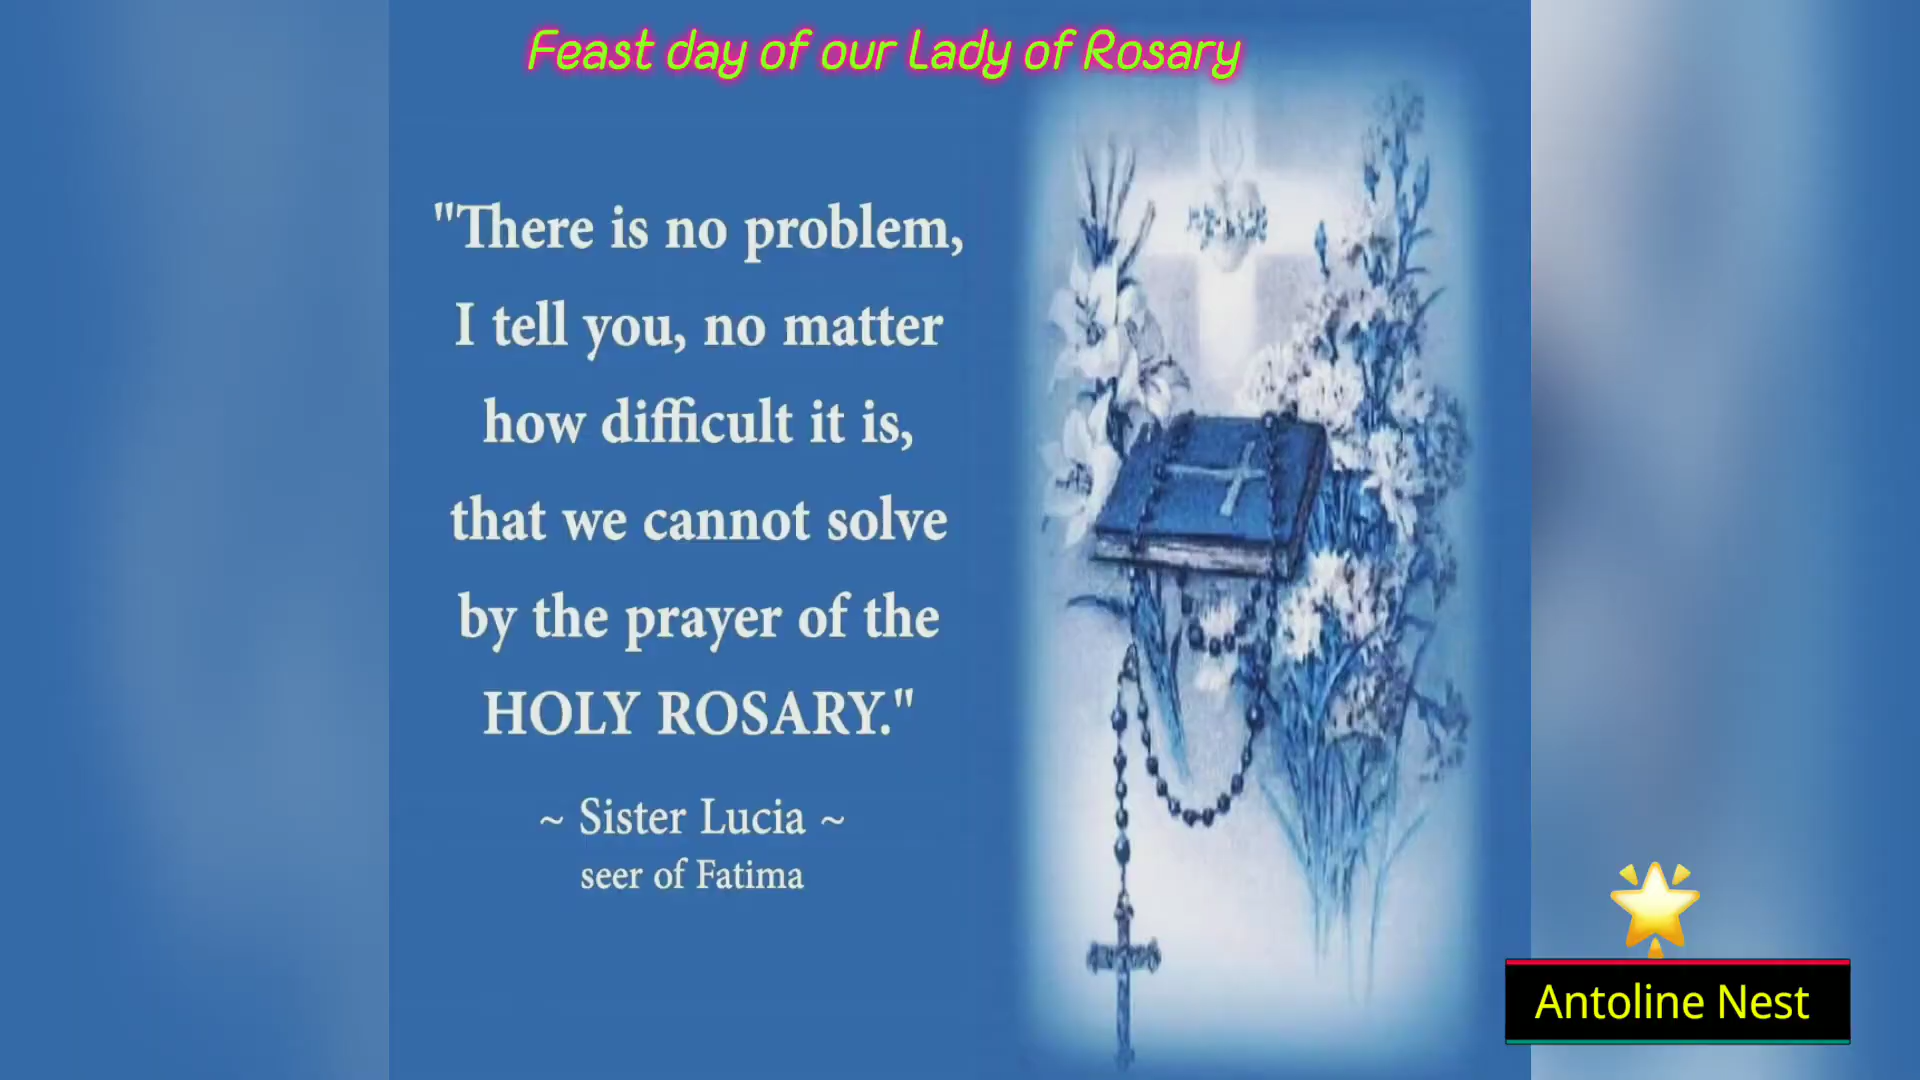 Feast day of our Lady of Rosary
"There is no problem,
I tell you, no matter
how difficult it is,
that we cannot solve
by the prayer of the
HOLY ROSARY."
~ Sister Lucia ~
seer of Fatima
Antoline Nest